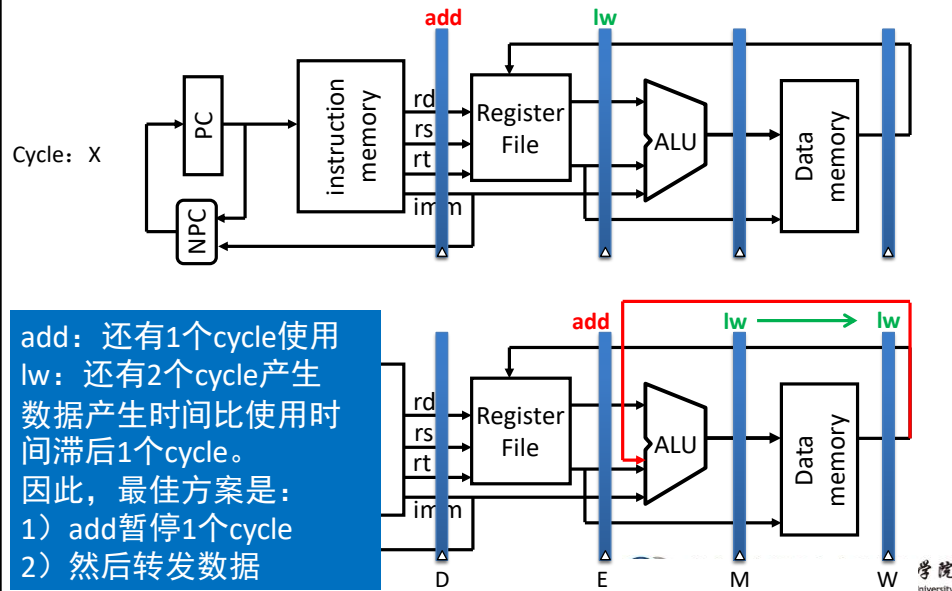 add
lw
Cycle：X
PC
NPC
instruction
memory
rd
rs
rt
imm
Register
File
ALU
Data
memory
add：还有1个cycle使用
lw：还有2个cycle产生
数据产生时间比使用时
间滞后1个cycle。
因此，最佳方案是：
1）add暂停1个cycle
2）然后转发数据
add
lw
lw
rd
rs
rt
imm
Register
File
ALU
Data
memory
D
E
M
W
学院